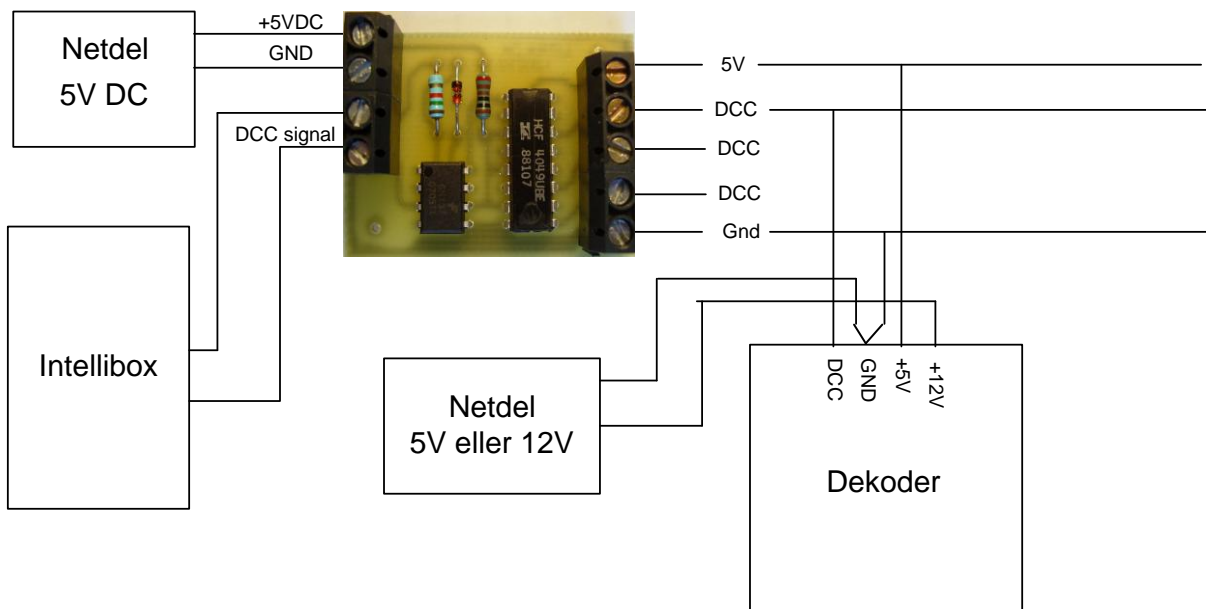 Netdel
5V DC
+5VDC
GND
DCC signal
HCF 4049UBE
88107
5V
DCC
DCC
DCC
Gnd
Intellibox
Netdel
5V eller 12V
DCC
GND
+5V
+12V
Dekoder